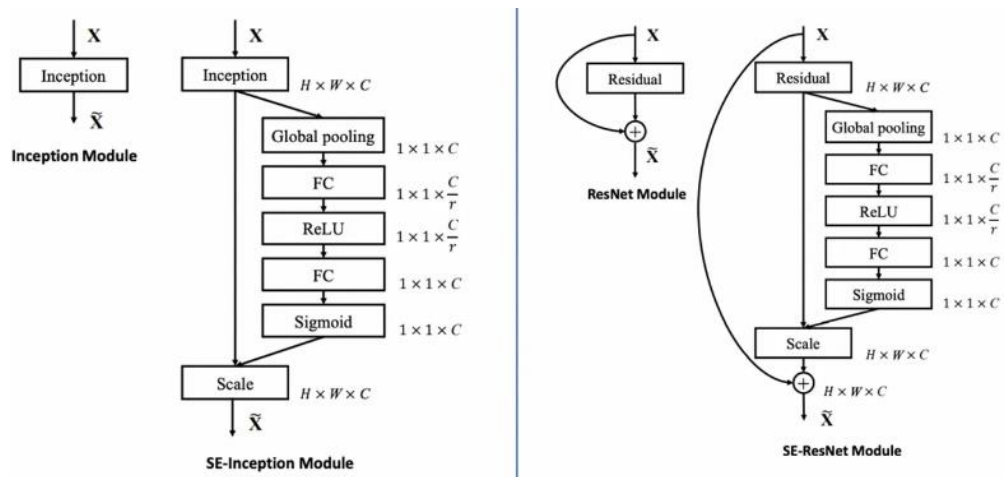 X
Inception
X̃
Inception Module
X
Inception
H × W × C
Global pooling
1 × 1 × C
FC
1 × 1 × C/r
ReLU
1 × 1 × C/r
FC
1 × 1 × C
Sigmoid
1 × 1 × C
Scale
H × W × C
X̃
SE-Inception Module
X
Residual
+
X̃
ResNet Module
X
Residual
H × W × C
Global pooling
1 × 1 × C
FC
1 × 1 × C/r
ReLU
1 × 1 × C/r
FC
1 × 1 × C
Sigmoid
1 × 1 × C
Scale
H × W × C
+
H × W × C
X̃
SE-ResNet Module